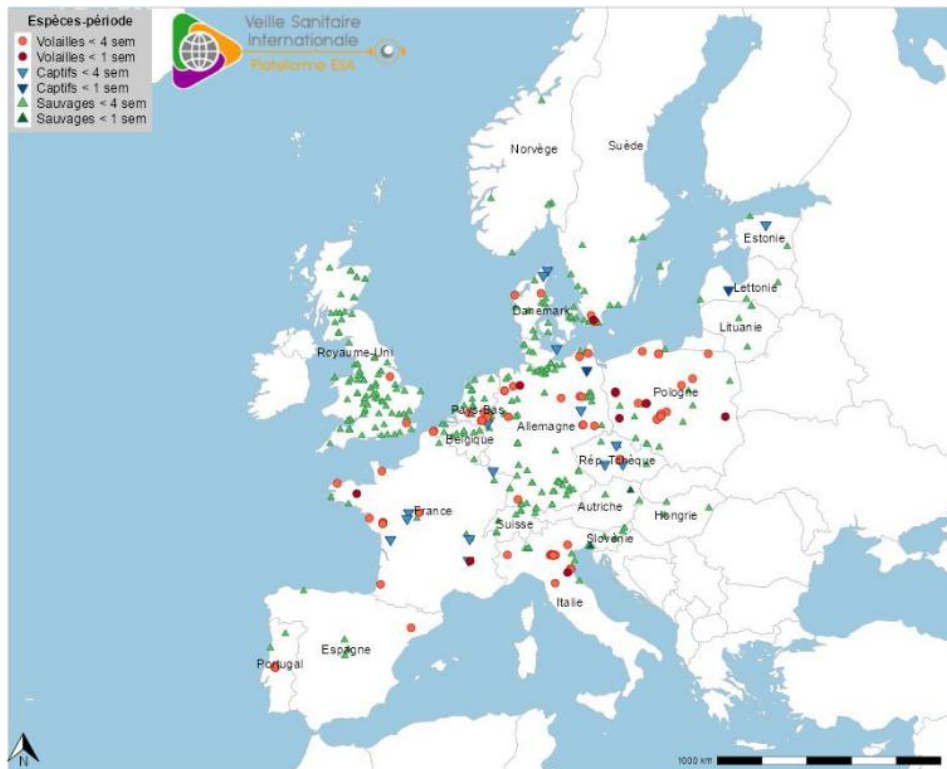 Espèces-période
Volailles < 4 sem
Volailles < 1 sem
Captifs < 4 sem
Captifs < 1 sem
Sauvages < 4 sem
Sauvages < 1 sem
Veille Sanitaire
Internationale
Plateforme ESA
Norvège
Suède
Estonie
Lettonie
Danemark
Lituanie
Royaume-Uni
Pologne
Pays-Bas
Allemagne
Belgique
Rép. Tchèque
France
Autriche
Hongrie
Suisse
Slovénie
Italie
Espagne
Portugal
N
1000 km